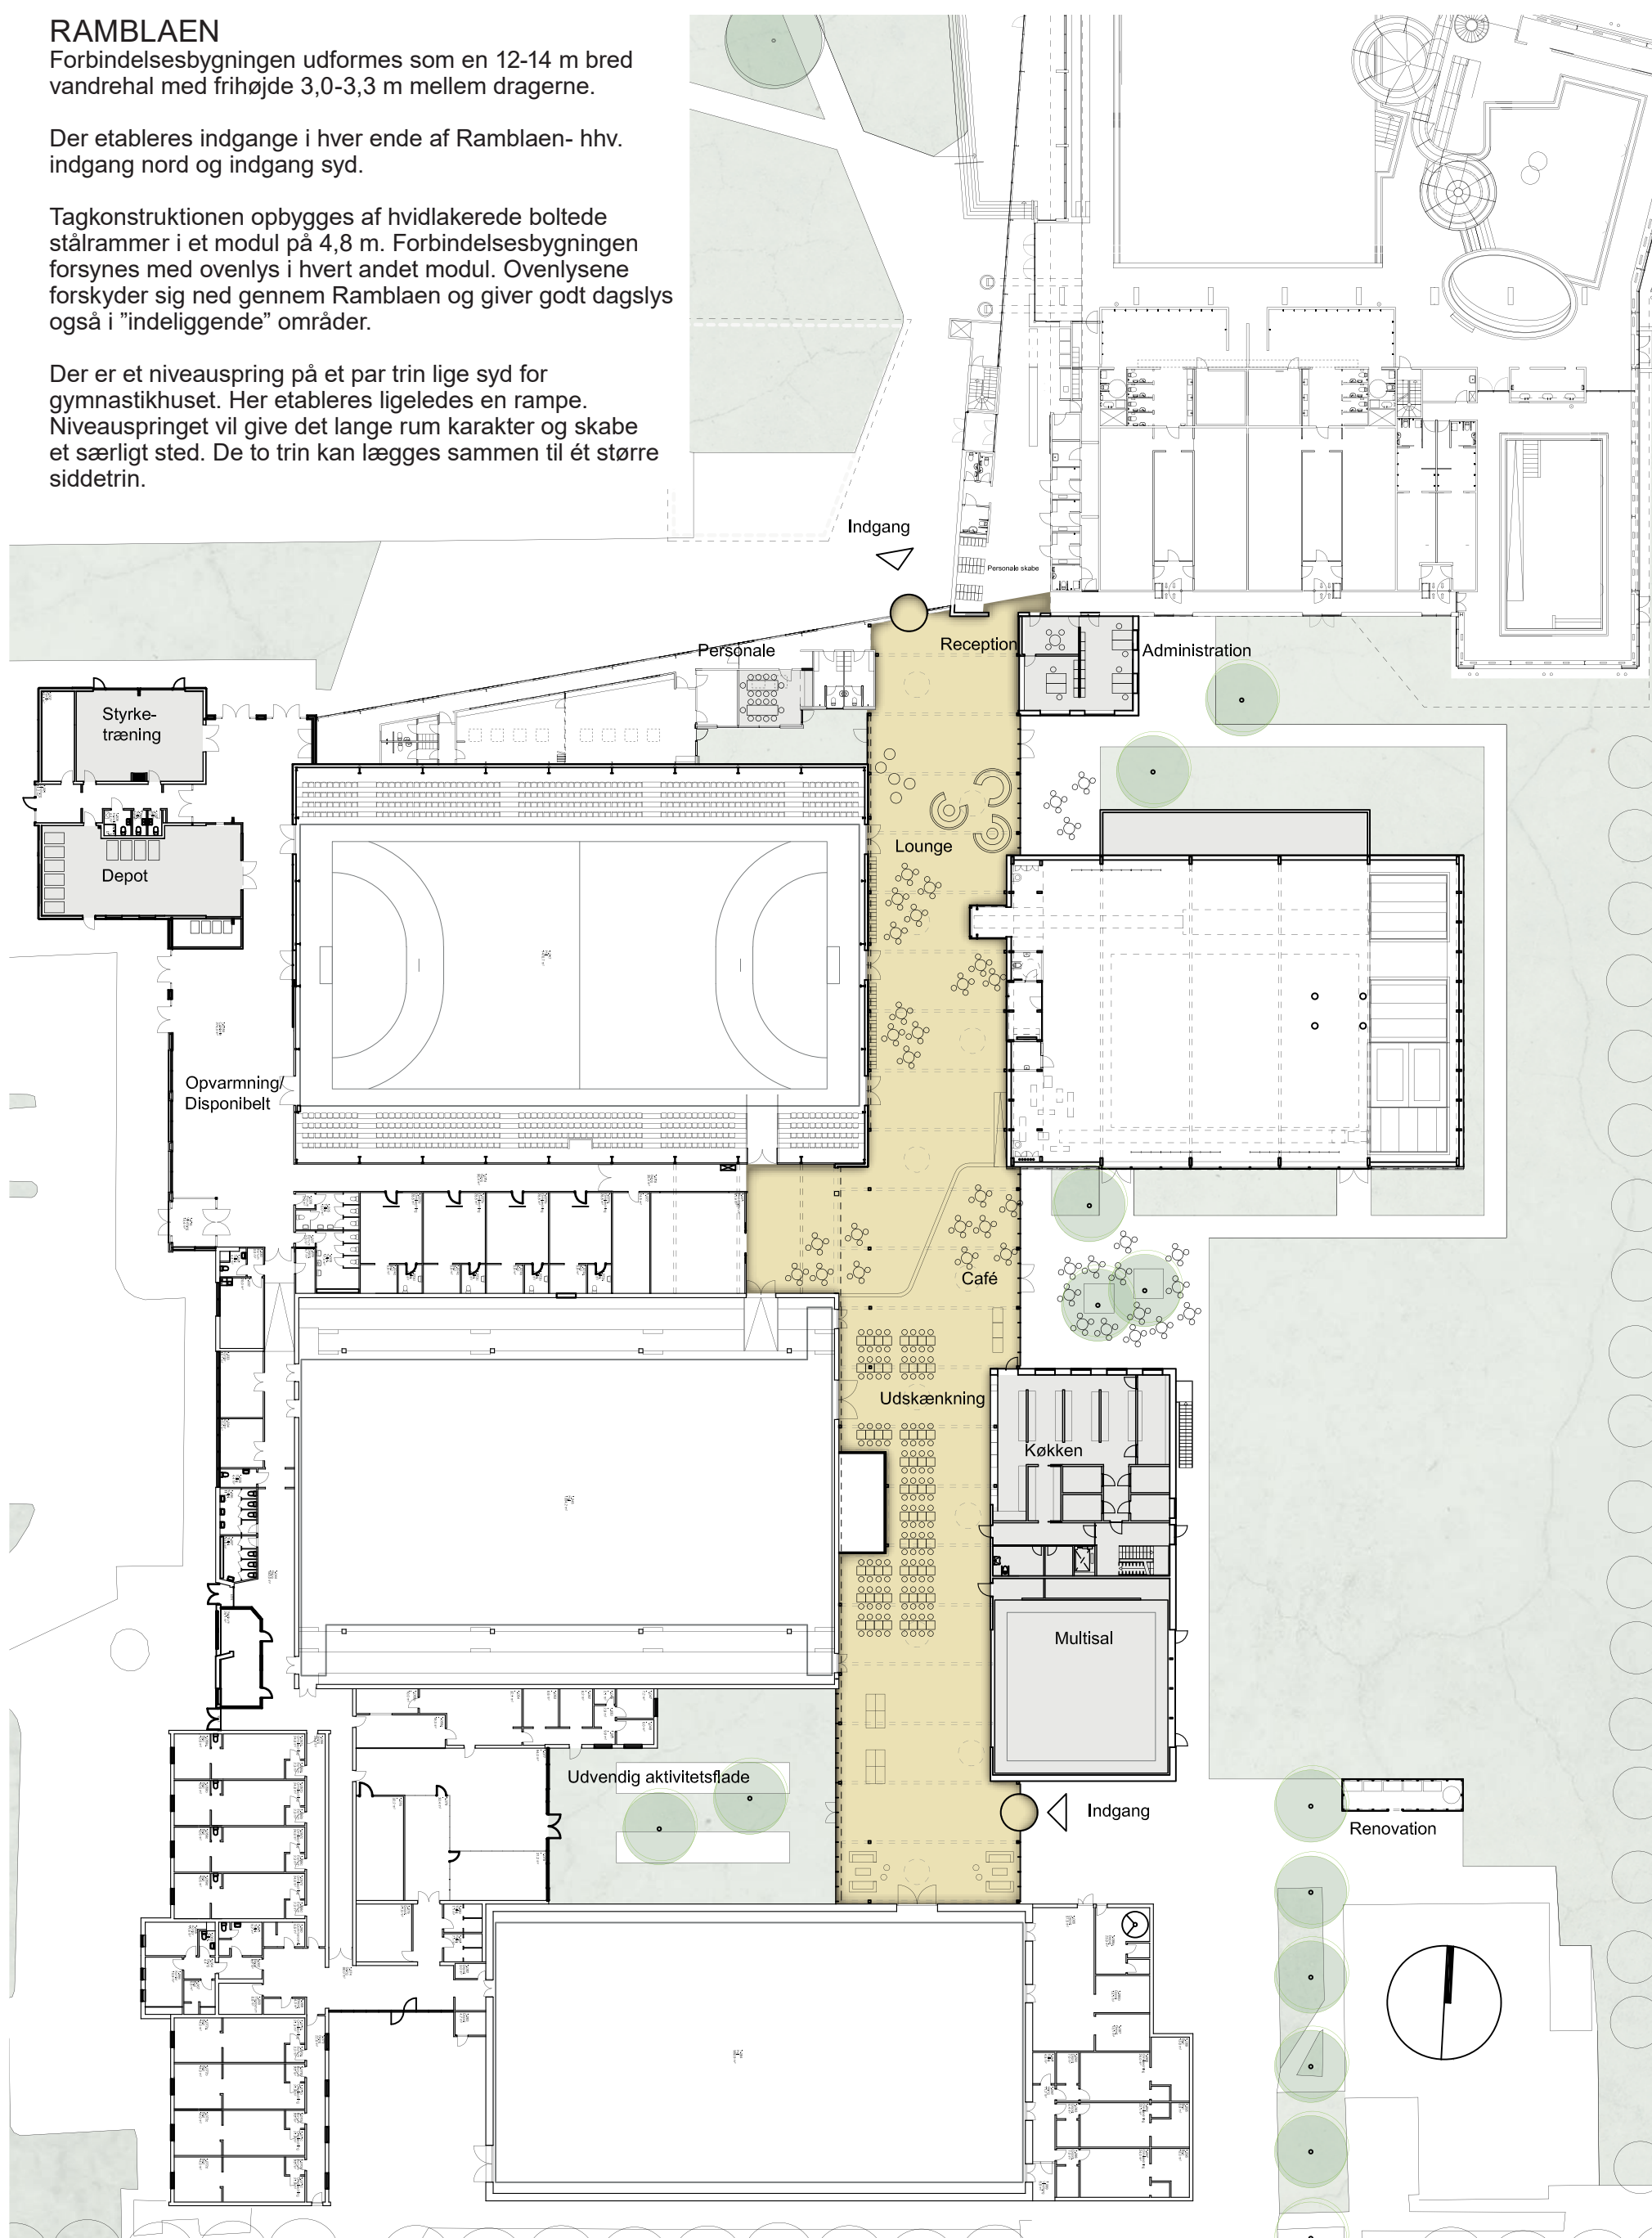 RAMBLAEN
Forbindelsesbygningen udformes som en 12-14 m bred
vandrehal med frihøjde 3,0-3,3 m mellem dragerne.
Der etableres indgange i hver ende af Ramblaen- hhv.
indgang nord og indgang syd.
Tagkonstruktionen opbygges af hvidlakerede boltede
stålrammer i et modul på 4,8 m. Forbindelsesbygningen
forsynes med ovenlys i hvert andet modul. Ovenlysene
forskyder sig ned gennem Ramblaen og giver godt dagslys
også i ”indeliggende” områder.
Der er et niveauspring på et par trin lige syd for
gymnastikhuset. Her etableres ligeledes en rampe.
Niveauspringet vil give det lange rum karakter og skabe
et særligt sted. De to trin kan lægges sammen til ét større
siddetrin.
Indgang
Personale skabe
Personale
Reception
Administration
Styrke-
træning
Lounge
Depot
Opvarmning/
Disponibelt
Café
Udskænkning
Køkken
Multisal
Udvendig aktivitetsflade
Indgang
Renovation